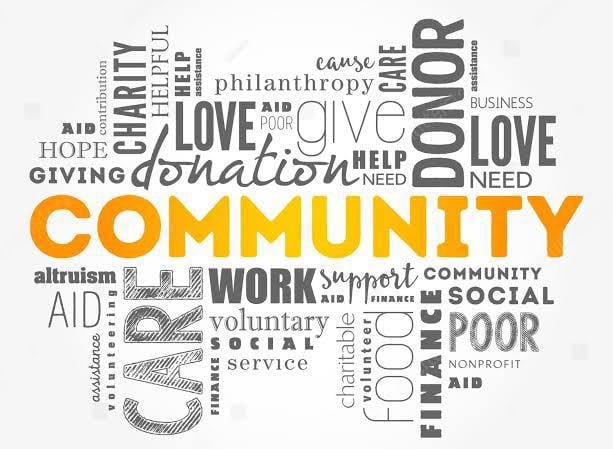 cause
CARE
DONOR
assistance
contribution
CHARITY
HELPFUL
HELP
assistance
philanthropy
BUSINESS
AID
HOPE
GIVING
LOVE
AID
POOR
give
LOVE
donation
HELP
NEED
NEED
COMMUNITY
altruism
AID
assistance
volunteering
CARE
WORK
support
AID
FINANCE
COMMUNITY
SOCIAL
voluntary
SOCIAL
service
FINANCE
charitable
volunteer
food
FINANCE
POOR
NONPROFIT
AID